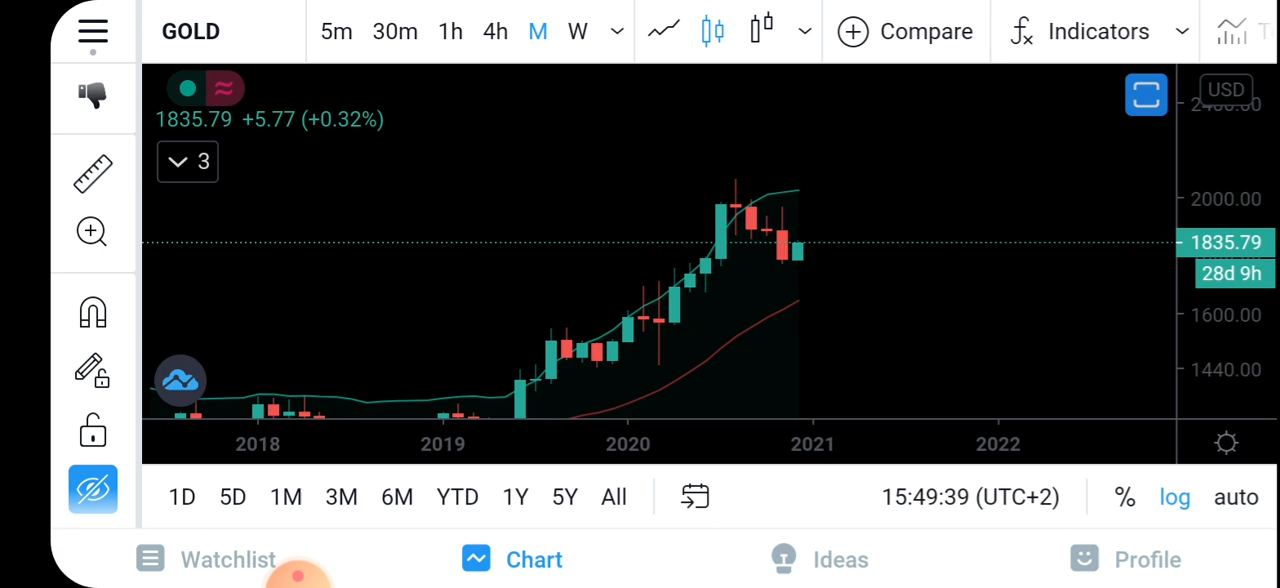 GOLD 5m 30m 1h 4h M W Compare Indicators
USD
1835.79 +5.77 (+0.32%)
3
2000.00
1835.79
28d 9h
1600.00
1440.00
2018 2019 2020 2021 2022
1D 5D 1M 3M 6M YTD 1Y 5Y All 15:49:39 (UTC+2) % log auto
Watchlist Chart Ideas Profile